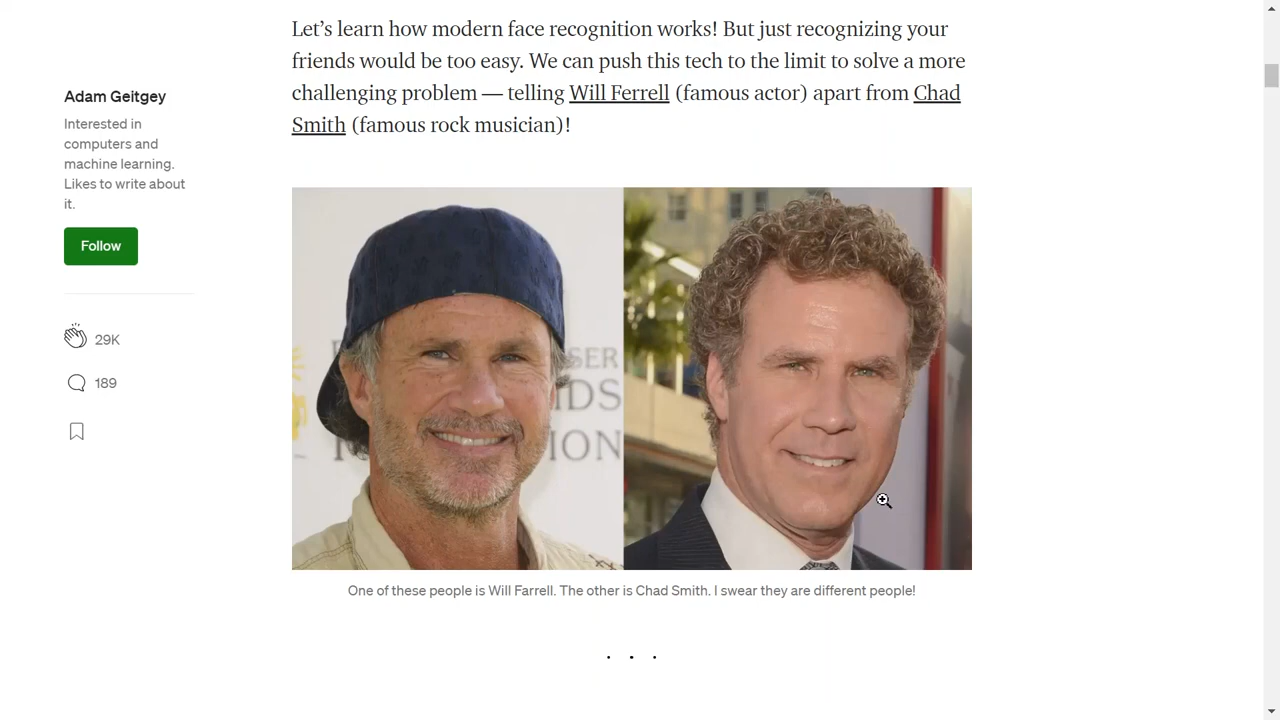 Let’s learn how modern face recognition works! But just recognizing your
friends would be too easy. We can push this tech to the limit to solve a more
challenging problem — telling Will Ferrell (famous actor) apart from Chad
Smith (famous rock musician)!
Adam Geitgey
Interested in
computers and
machine learning.
Likes to write about
it.
Follow
29K
189
SER
DS
ION
One of these people is Will Farrell. The other is Chad Smith. I swear they are different people!
. . .